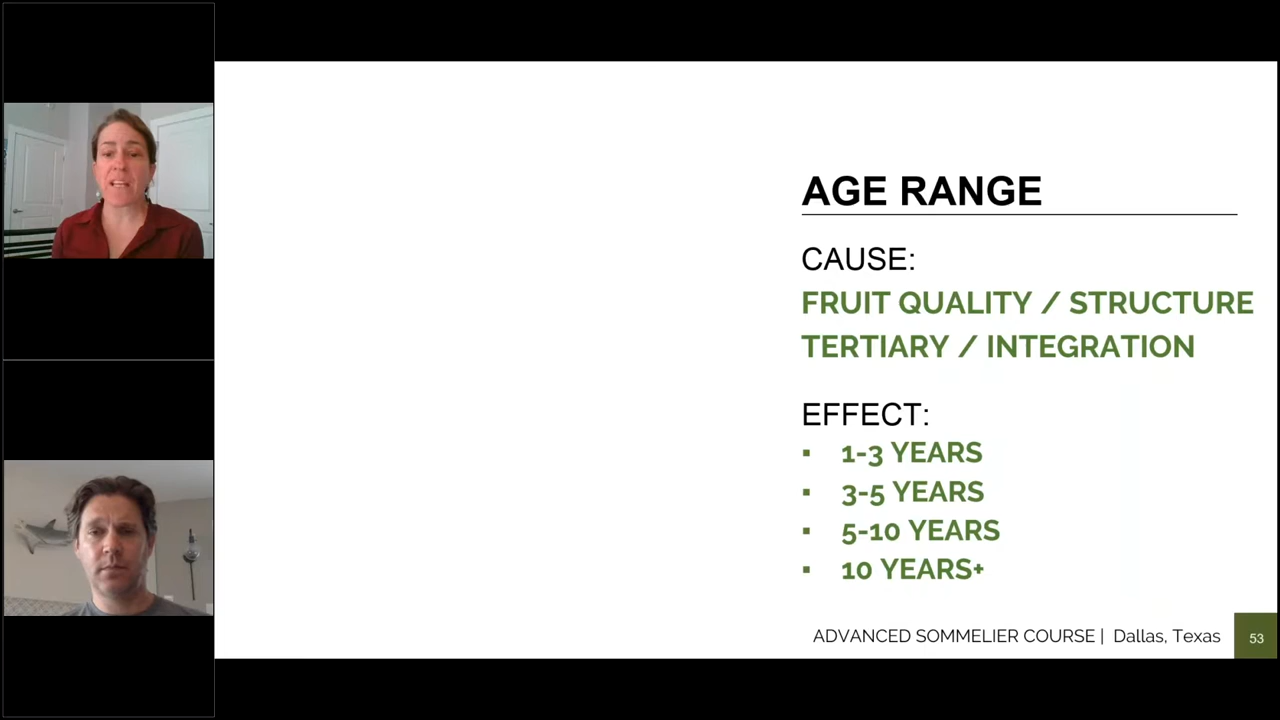 AGE RANGE
CAUSE:
FRUIT QUALITY / STRUCTURE
TERTIARY / INTEGRATION
EFFECT:
▪ 1-3 YEARS
▪ 3-5 YEARS
▪ 5-10 YEARS
▪ 10 YEARS+
ADVANCED SOMMELIER COURSE | Dallas, Texas 53